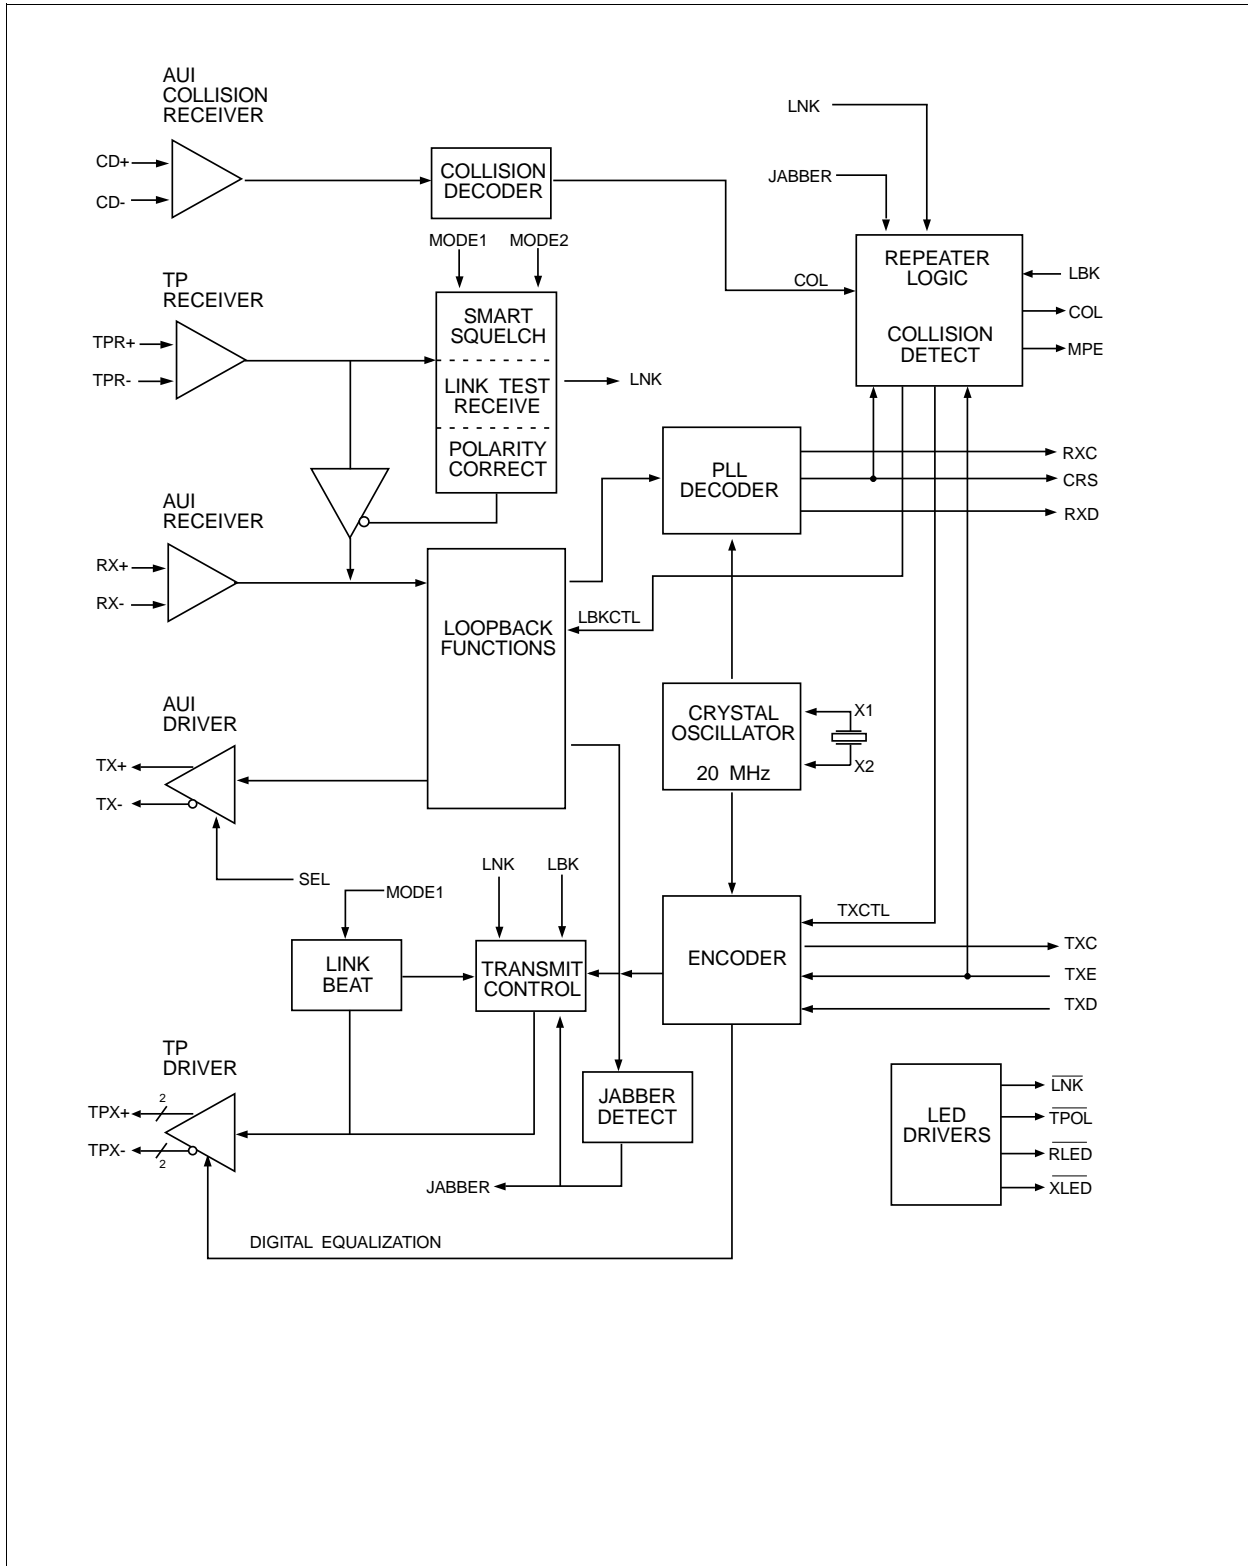 AUI
COLLISION
RECEIVER
LNK
CD+
CD-
COLLISION
DECODER
JABBER
MODE1
MODE2
REPEATER
LOGIC
COLLISION
DETECT
LBK
COL
MPE
COL
TP
RECEIVER
TPR+
TPR-
SMART
SQUELCH
LINK TEST
RECEIVE
POLARITY
CORRECT
LNK
PLL
DECODER
RXC
CRS
RXD
AUI
RECEIVER
RX+
RX-
LOOPBACK
FUNCTIONS
LBKCTL
AUI
DRIVER
TX+
TX-
CRYSTAL
OSCILLATOR
20 MHz
X1
X2
SEL
MODE1
LNK
LBK
LINK
BEAT
TRANSMIT
CONTROL
ENCODER
TXCTL
TXC
TXE
TXD
TP
DRIVER
TPX+
2
TPX-
2
JABBER
DETECT
JABBER
LED
DRIVERS
LNK
TPOL
RLED
XLED
DIGITAL EQUALIZATION